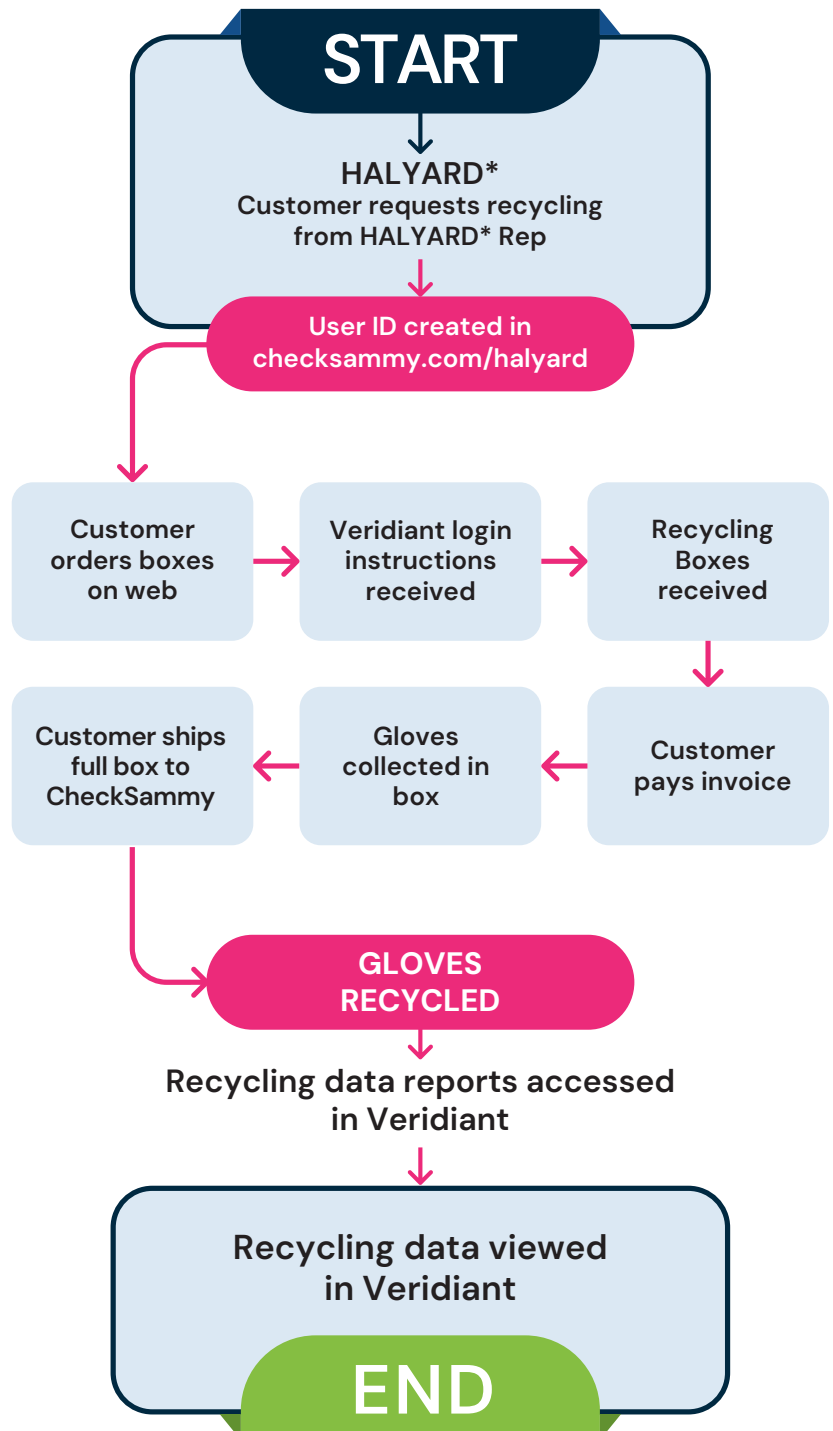 START
HALYARD*
Customer requests recycling
from HALYARD* Rep
User ID created in
checksammy.com/halyard
Customer
orders boxes
on web
Veridiant login
instructions
received
Recycling
Boxes
received
Customer
pays invoice
Gloves
collected in
box
Customer ships
full box to
CheckSammy
GLOVES
RECYCLED
Recycling data reports accessed
in Veridiant
Recycling data viewed
in Veridiant
END